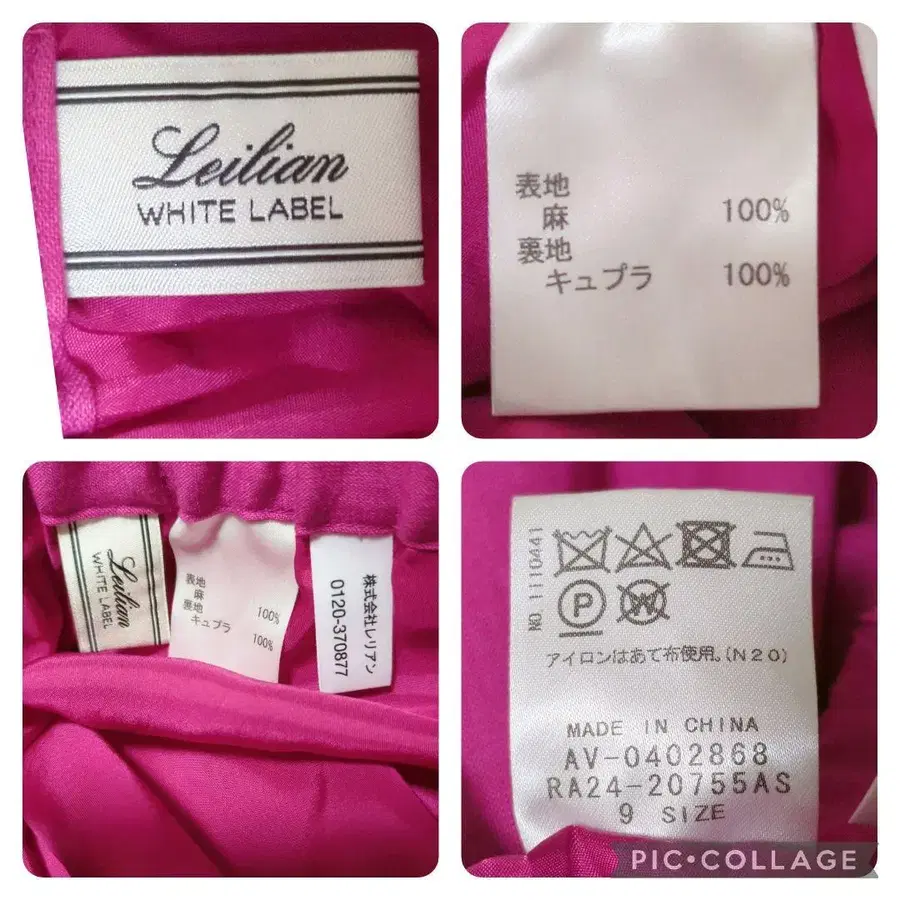 Leilian
WHITE LABEL
表地
麻 100%
裏地
キュプラ 100%
Leilian
WHITE LABEL
表地
麻 100%
裏地
キュプラ 100%
株式会社レリアン
0120-370877
NO 1110441
P W
アイロンはあて布使用。(N20)
MADE IN CHINA
AV-0402868
RA24-20755AS
9 SIZE
PIC•COLLAGE